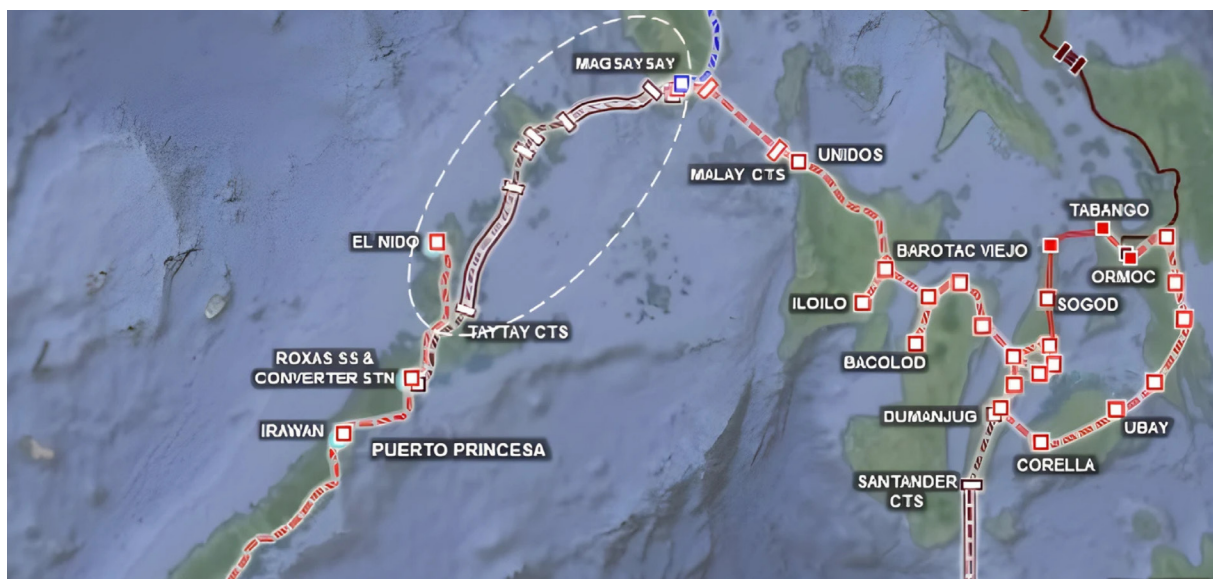 MAGSAYSAY
UNIDOS
MALAY CTS
TABANGO
EL NIDO
BAROTAC VIEJO
ORMOC
ILOILO
SOGOD
TAYTAY CTS
ROXAS SS &
CONVERTER STN
BACOLOD
DUMANJUG
UBAY
IRAWAN
PUERTO PRINCESA
CORELLA
SANTANDER
CTS